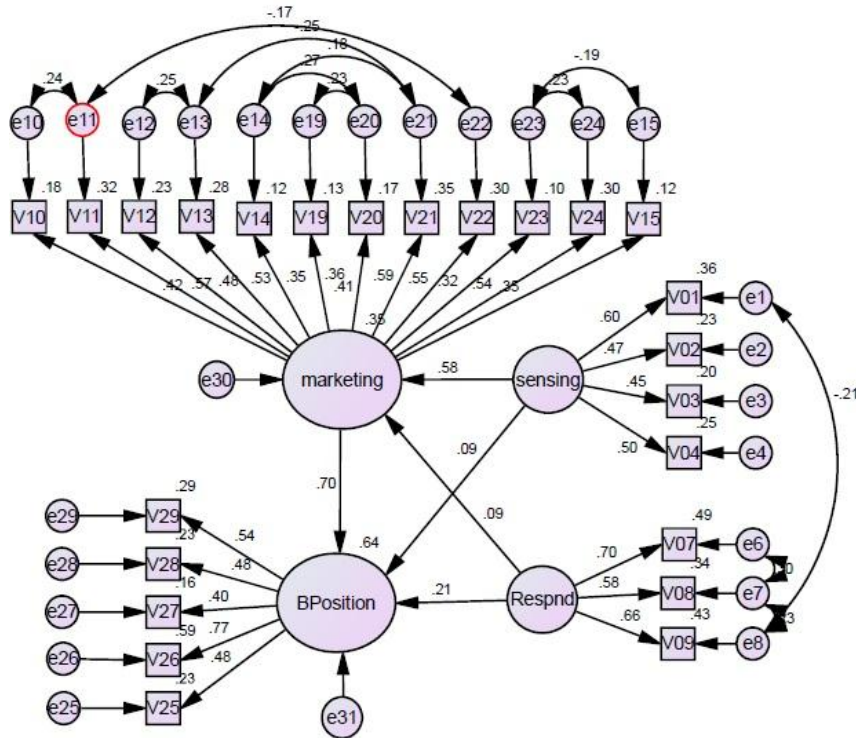 -.17
-.25
.18
.27
.24
.25
.23
.23
-.19
e10 e11 e12 e13 e14 e19 e20 e21 e22 e23 e24 e15
.18 .32 .23 .28 .12 .13 .17 .35 .30 .10 .30 .12
V10 V11 V12 V13 V14 V19 V20 V21 V22 V23 V24 V15
.42 .57 .48 .53 .35 .36 .41 .59 .55 .32 .54 .35
.35
e30
marketing
.58
sensing
.60
.47
.45
.50
.36
V01 e1
.23
V02 e2
.20
V03 e3
.25
V04 e4
-.21
.70
.09
.09
.29
e29 V29
.54
.23
e28 V28
.48
.16
e27 V27
.40
.59
e26 V26
.77
.23
e25 V25
.48
.64
BPosition
.21
Respnd
.70
.58
.66
.49
V07 e6
.34
V08 e7
.43
V09 e8
e31